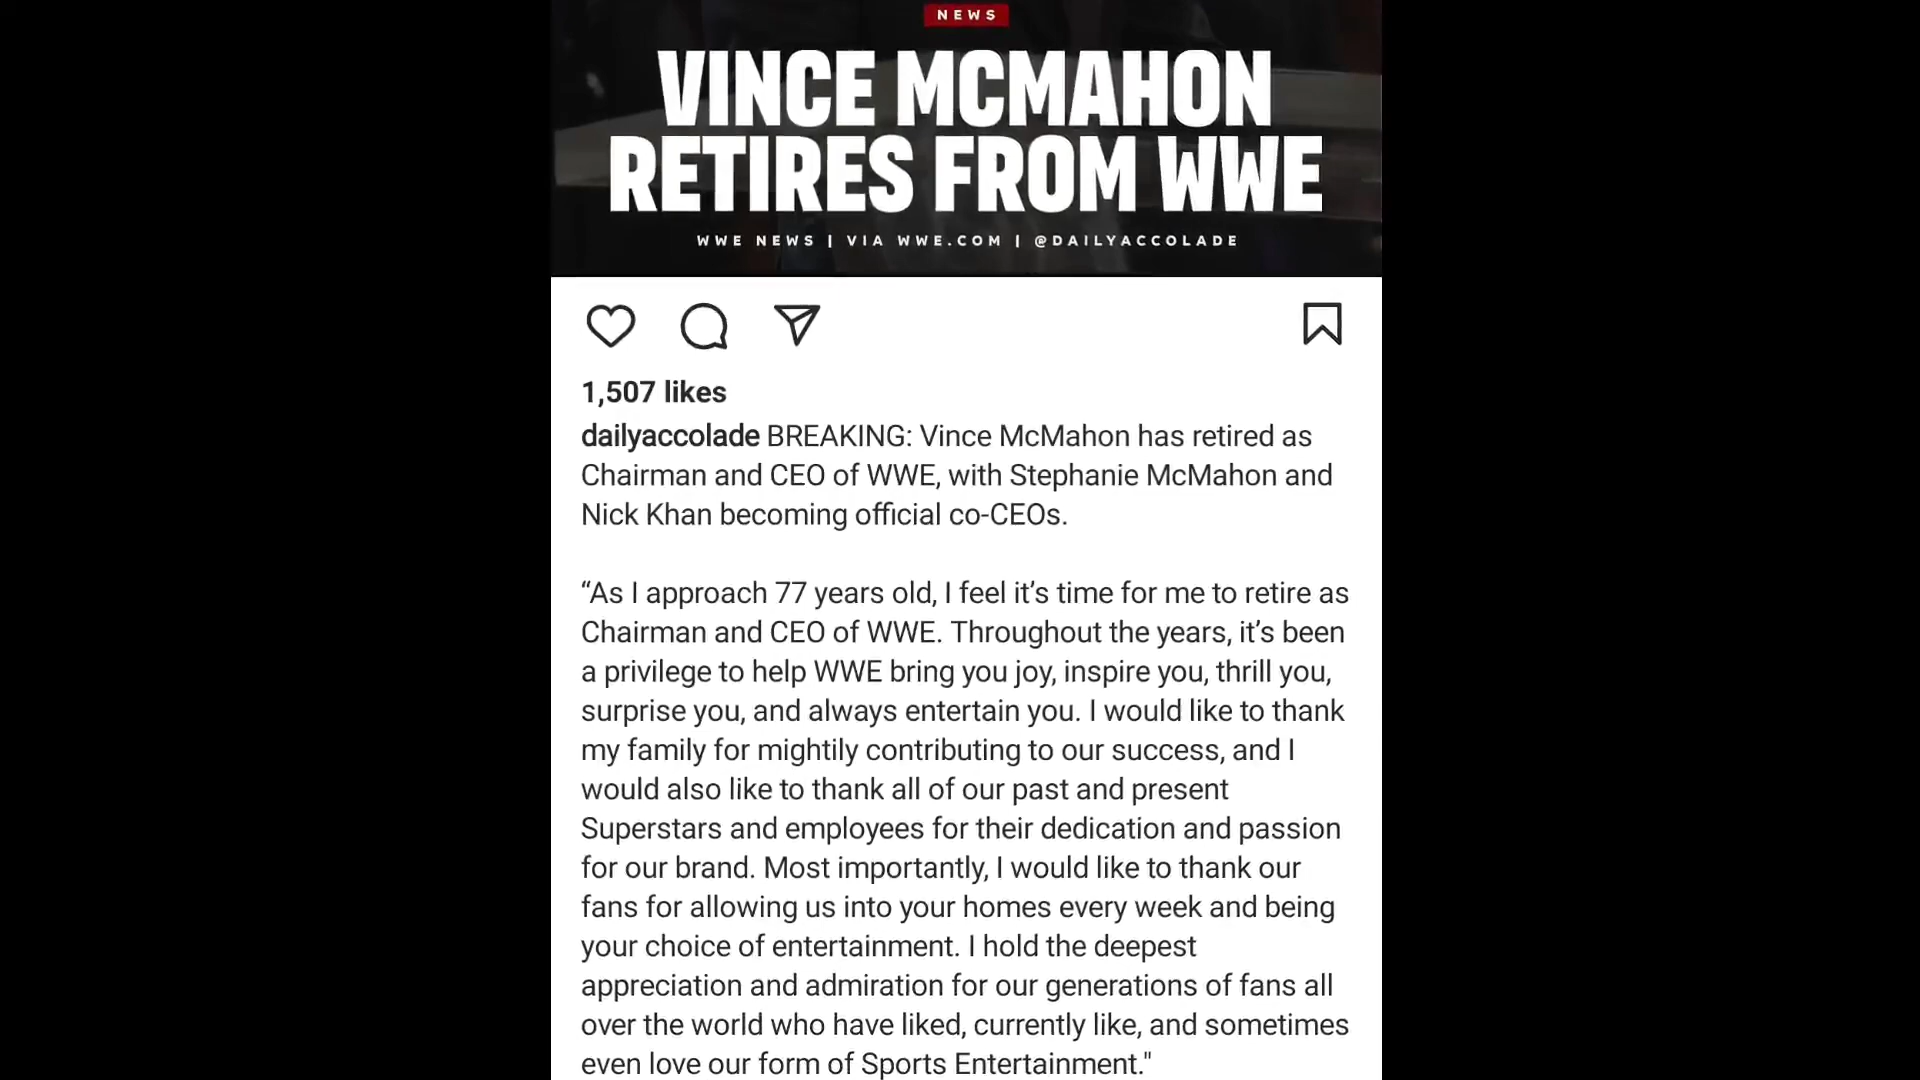 NEWS
VINCE MCMAHON
RETIRES FROM WWE
WWE NEWS | VIA WWE.COM | @DAILYACCOLADE
1,507 likes
dailyaccolade BREAKING: Vince McMahon has retired as
Chairman and CEO of WWE, with Stephanie McMahon and
Nick Khan becoming official co-CEOs.
“As I approach 77 years old, I feel it’s time for me to retire as
Chairman and CEO of WWE. Throughout the years, it’s been
a privilege to help WWE bring you joy, inspire you, thrill you,
surprise you, and always entertain you. I would like to thank
my family for mightily contributing to our success, and I
would also like to thank all of our past and present
Superstars and employees for their dedication and passion
for our brand. Most importantly, I would like to thank our
fans for allowing us into your homes every week and being
your choice of entertainment. I hold the deepest
appreciation and admiration for our generations of fans all
over the world who have liked, currently like, and sometimes
even love our form of Sports Entertainment."